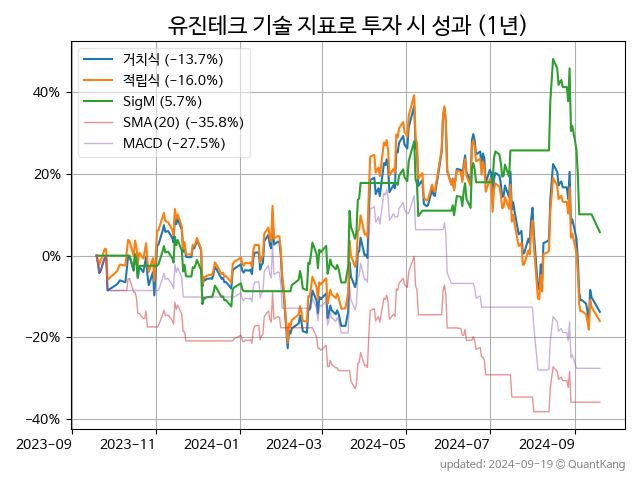 유진테크 기술 지표로 투자 시 성과 (1년)
거치식 (−13.7%)
적립식 (−16.0%)
SigM (5.7%)
SMA(20) (−35.8%)
MACD (−27.5%)
40%
20%
0%
−20%
−40%
2023-09 2023-11 2024-01 2024-03 2024-05 2024-07 2024-09
updated: 2024-09-19 © QuantKang